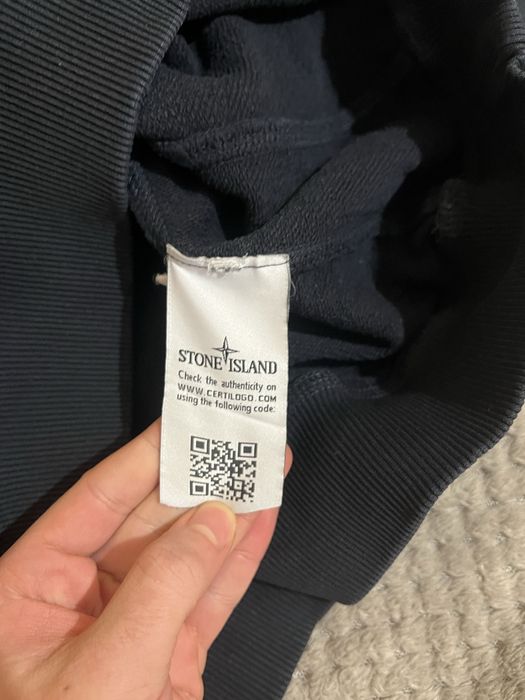 STONE ISLAND
Check the authenticity on
WWW.CERTILOGO.COM
using the following code: